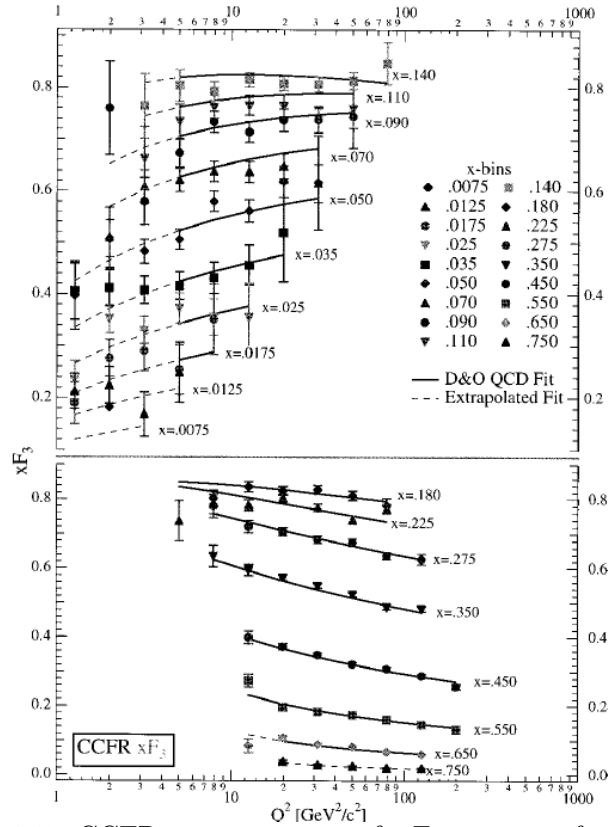 1 10 100 1000
2 3 4 5 6 7 8 9 2 3 4 5 6 7 8 9 2 3 4 5 6 7 8 9
0.8 0.8
0.6 0.6
0.4 0.4
0.2 0.2
x=.140
x=.110
x=.090
x=.070
x=.050
x=.035
x=.025
x=.0175
x=.0125
x=.0075
x-bins
.0075 .140
.0125 .180
.0175 .225
.025 .275
.035 .350
.050 .450
.070 .550
.090 .650
.110 .750
D&O QCD Fit
Extrapolated Fit
xF3
0.8 0.8
0.6 0.6
0.4 0.4
0.2 0.2
0.0 0.0
x=.180
x=.225
x=.275
x=.350
x=.450
x=.550
x=.650
x=.750
CCFR xF3
2 3 4 5 6 7 8 9 2 3 4 5 6 7 8 9 2 3 4 5 6 7 8 9
1 10 100 1000
Q² [GeV²/c²]